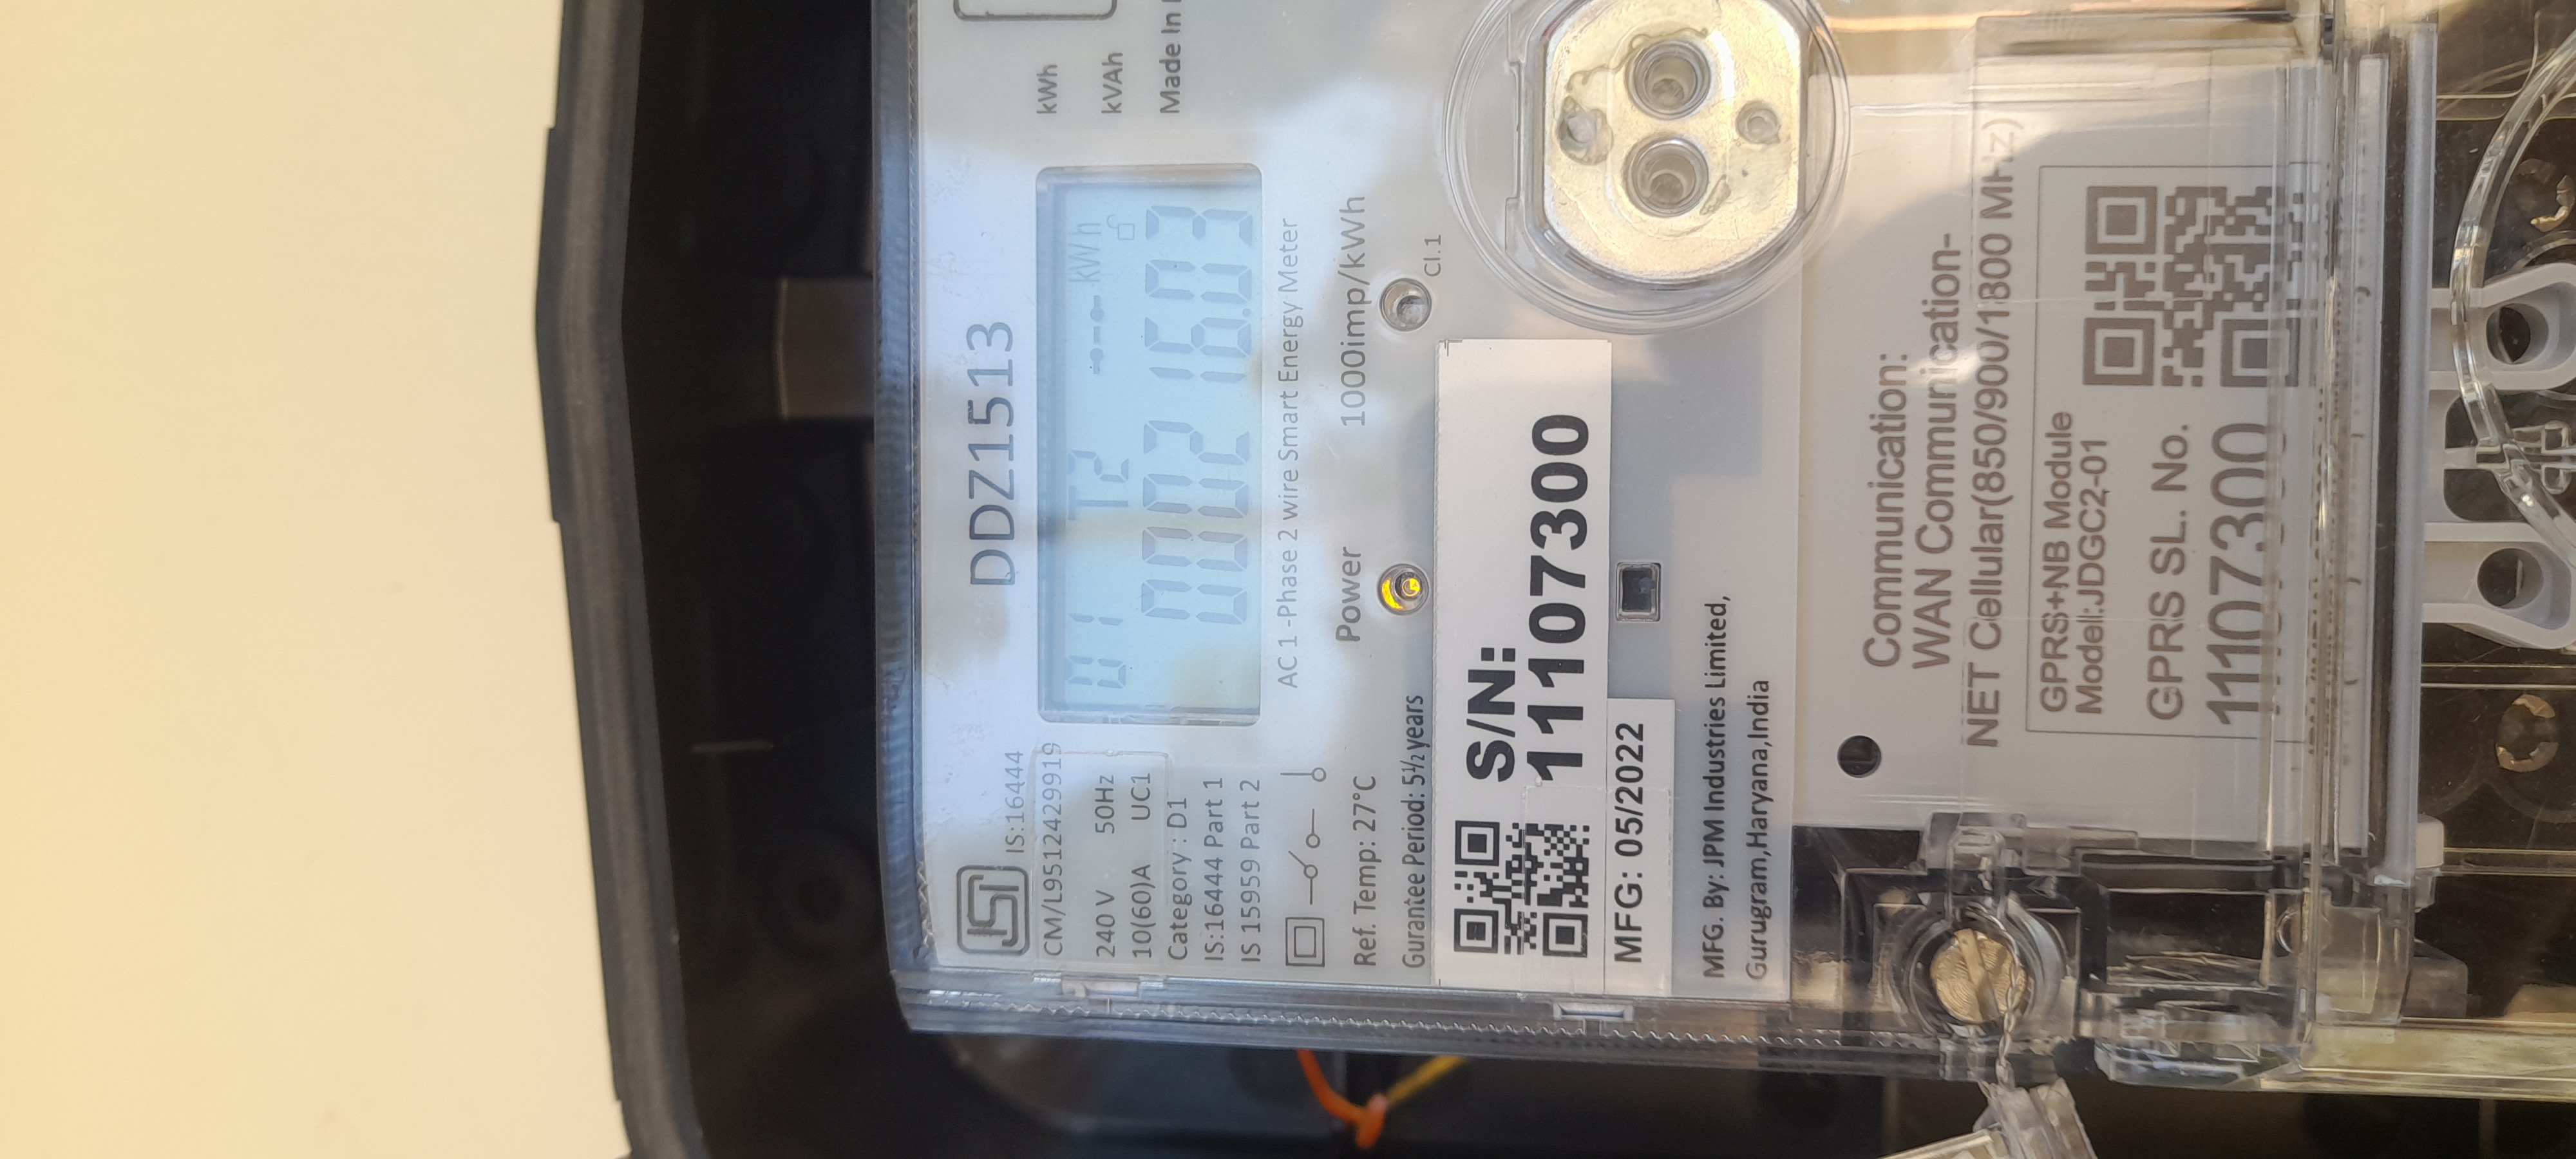 DDZ1513
IS:16444
CM/L9512429919
240 V 50Hz
10(60)A UC1
Category : D1
IS:16444 Part 1
IS 15959 Part 2
01 T2 kWh
000216.03
kWh
kVAh
Made In
AC 1 -Phase 2 wire Smart Energy Meter
Ref. Temp: 27°C
Power
1000imp/kWh
Gurantee Period: 5½ years
Cl.1
S/N:
11107300
MFG: 05/2022
MFG. By: JPM Industries Limited,
Gurugram,Haryana,India
Communication:
WAN Communication-
NET Cellular(850/900/1800 MHz)
GPRS+NB Module
Modell:JDGC2-01
GPRS SL. No.
11107300